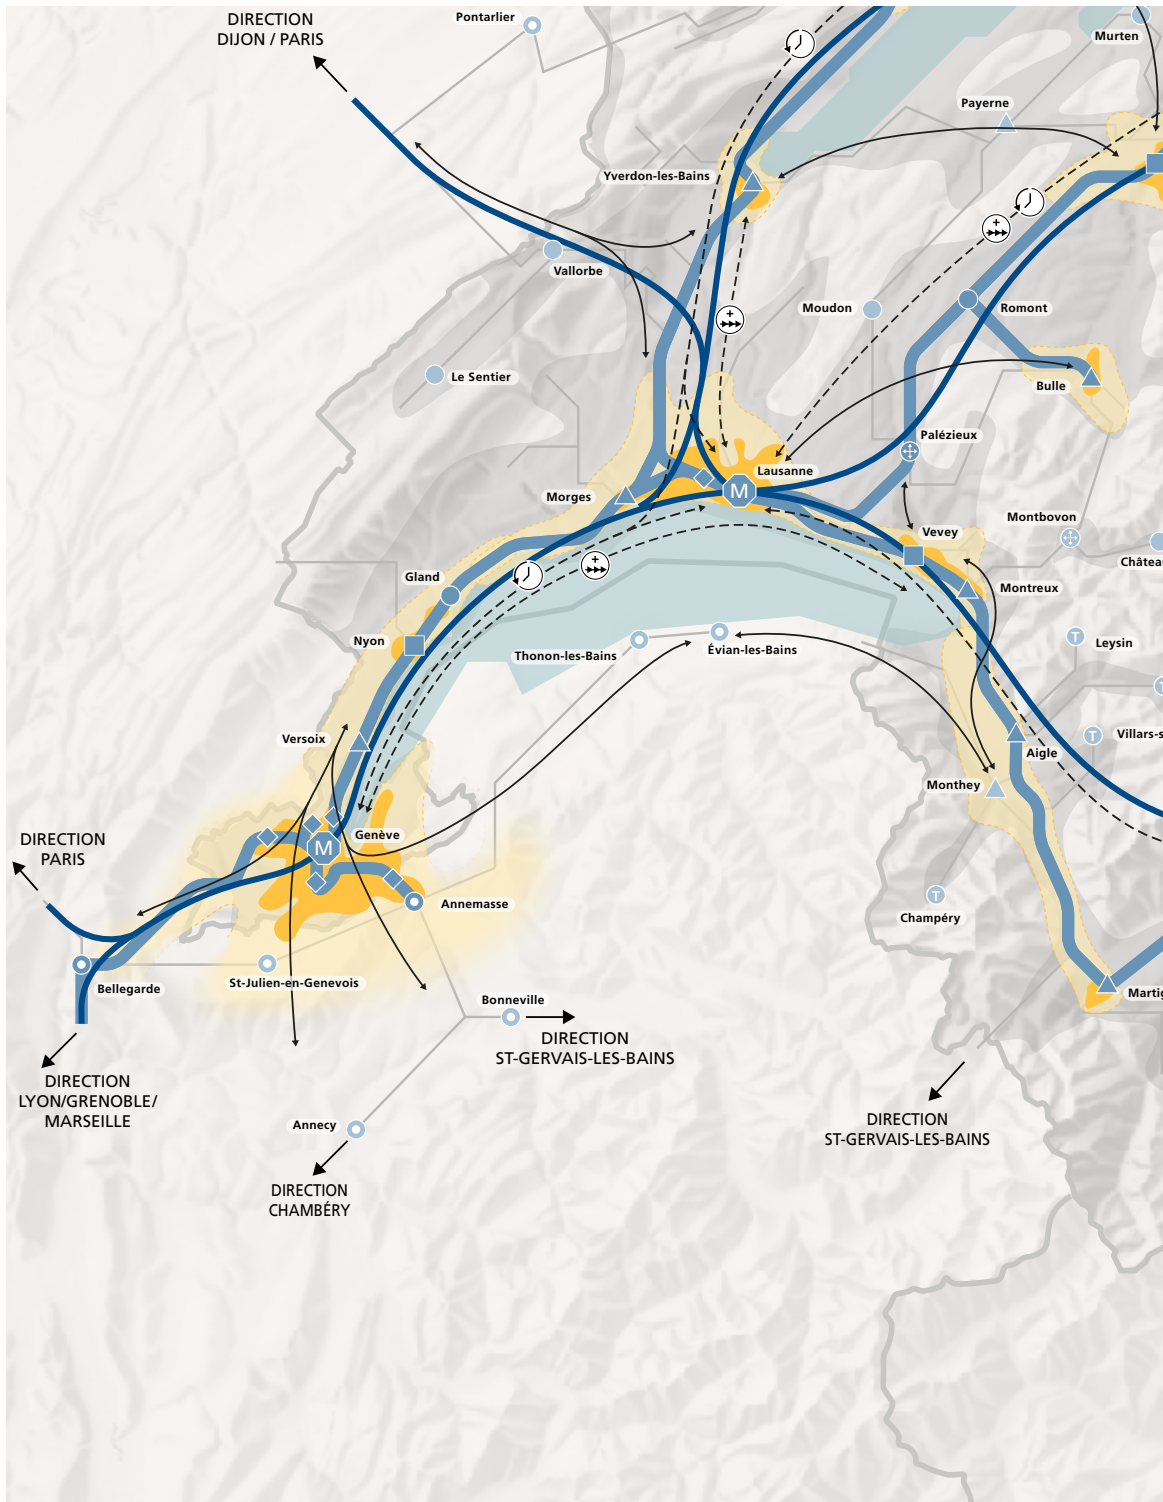 DIRECTION
DIJON / PARIS
Pontarlier
Murten
Payerne
Yverdon-les-Bains
Vallorbe
Moudon
Romont
Le Sentier
Bulle
Palézieux
Lausanne
M
Morges
Vevey
Montbovon
Châtea
Gland
Montreux
Nyon
Thonon-les-Bains
Évian-les-Bains
T
Leysin
Versoix
T
Villars-s
T
Aigle
Monthey
Genève
M
DIRECTION
PARIS
Annemasse
T
Champéry
St-Julien-en-Genevois
Bellegarde
Martig
Bonneville
DIRECTION
ST-GERVAIS-LES-BAINS
DIRECTION
LYON/GRENOBLE/
MARSEILLE
Annecy
DIRECTION
ST-GERVAIS-LES-BAINS
DIRECTION
CHAMBÉRY